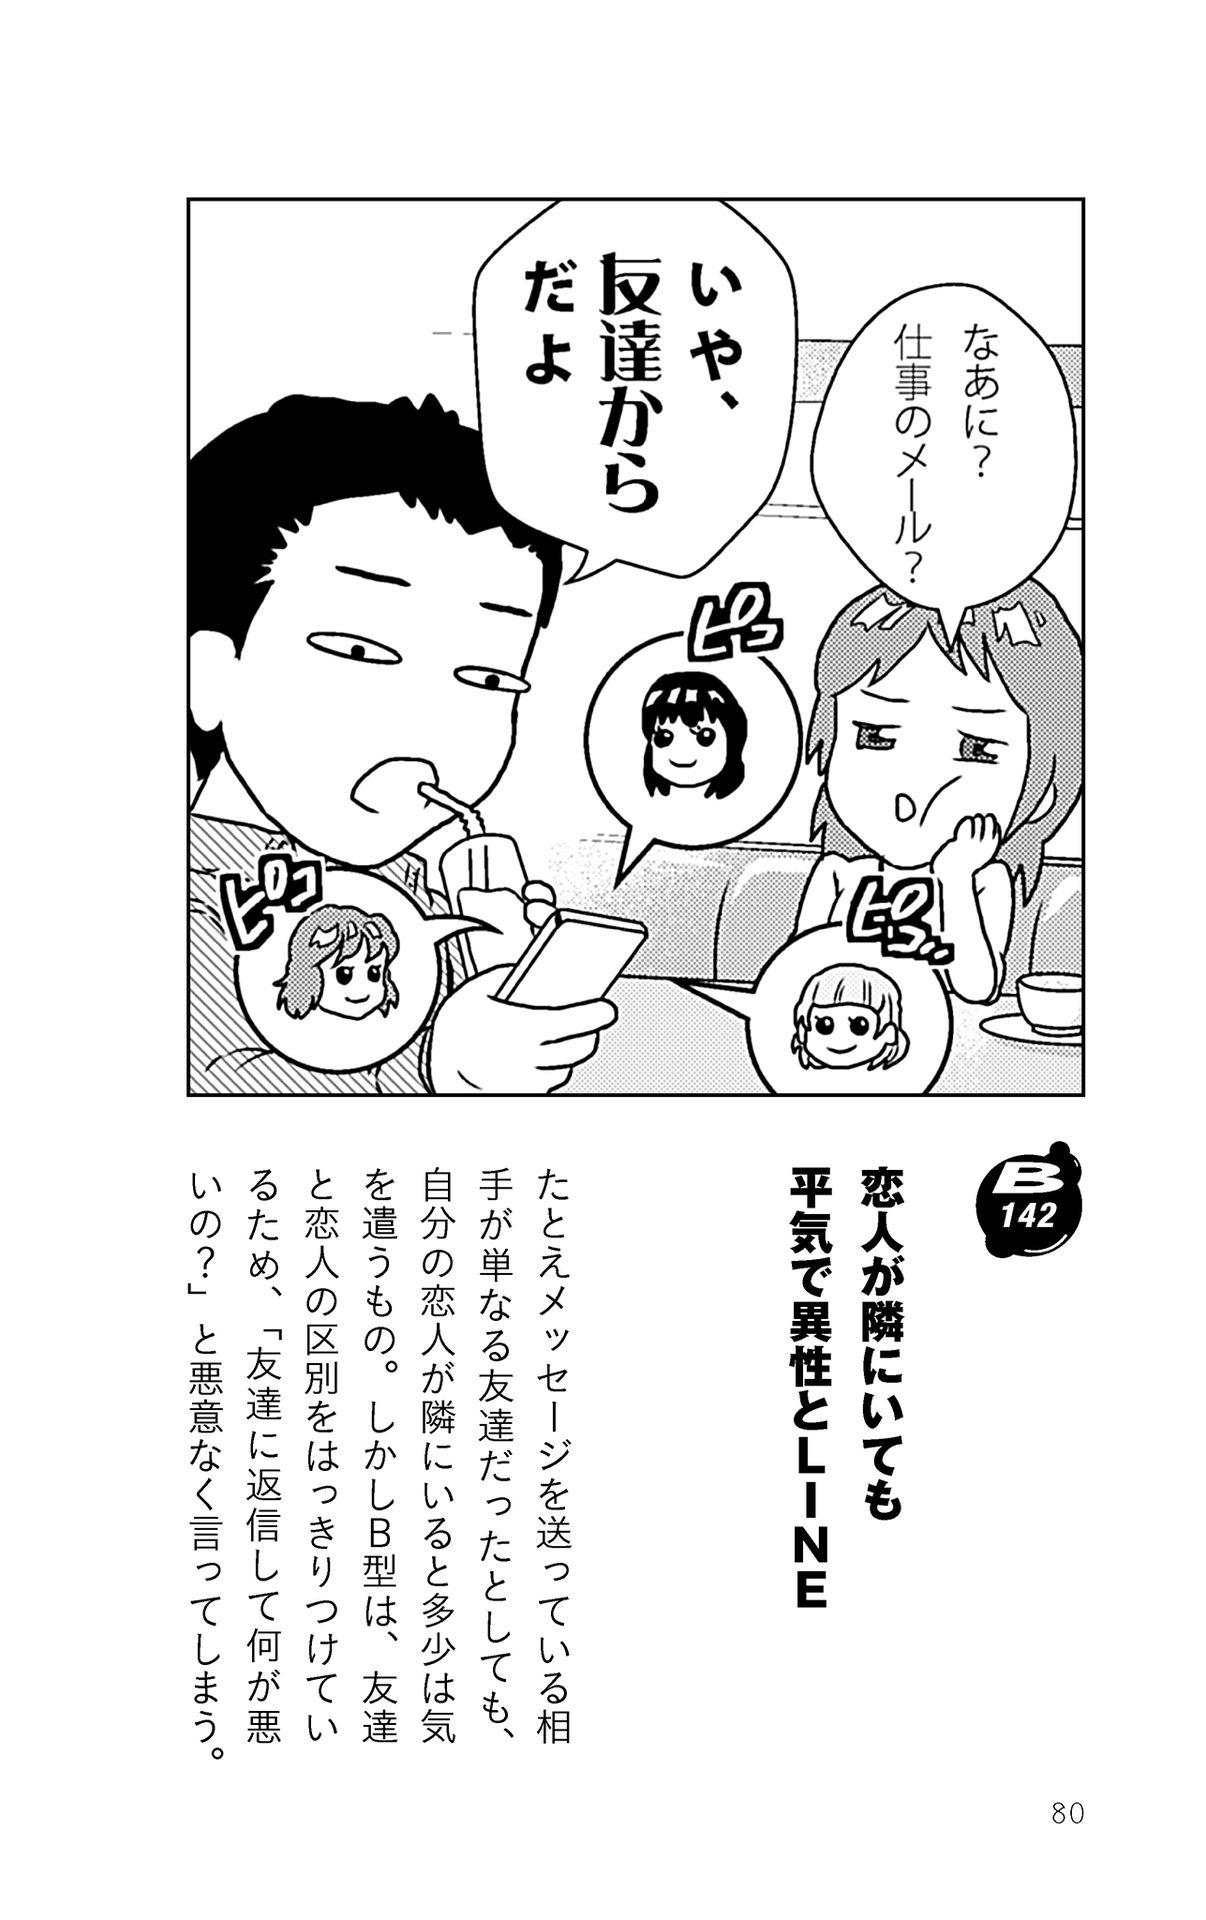 なあに？
仕事のメール？
いや、
友達から
だよ
ピコ
ピコ
ピコ…
B
142
恋人が隣にいても
平気で異性とLINE
たとえメッセージを送っている相
手が単なる友達だったとしても、
自分の恋人が隣にいると多少は気
を遣うもの。しかしB型は、友達
と恋人の区別をはっきりつけてい
るため、「友達に返信して何が悪
いの？」と悪意なく言ってしまう。
80